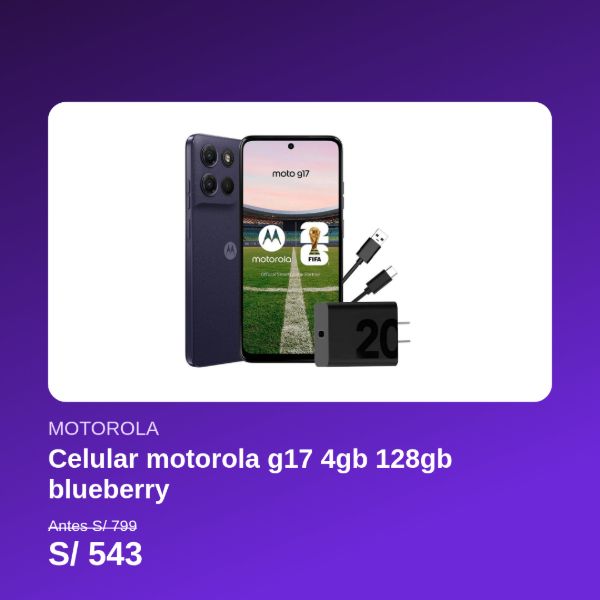 moto g17
motorola
FIFA
20
MOTOROLA
Celular motorola g17 4gb 128gb
blueberry
Antes S/ 799
S/ 543